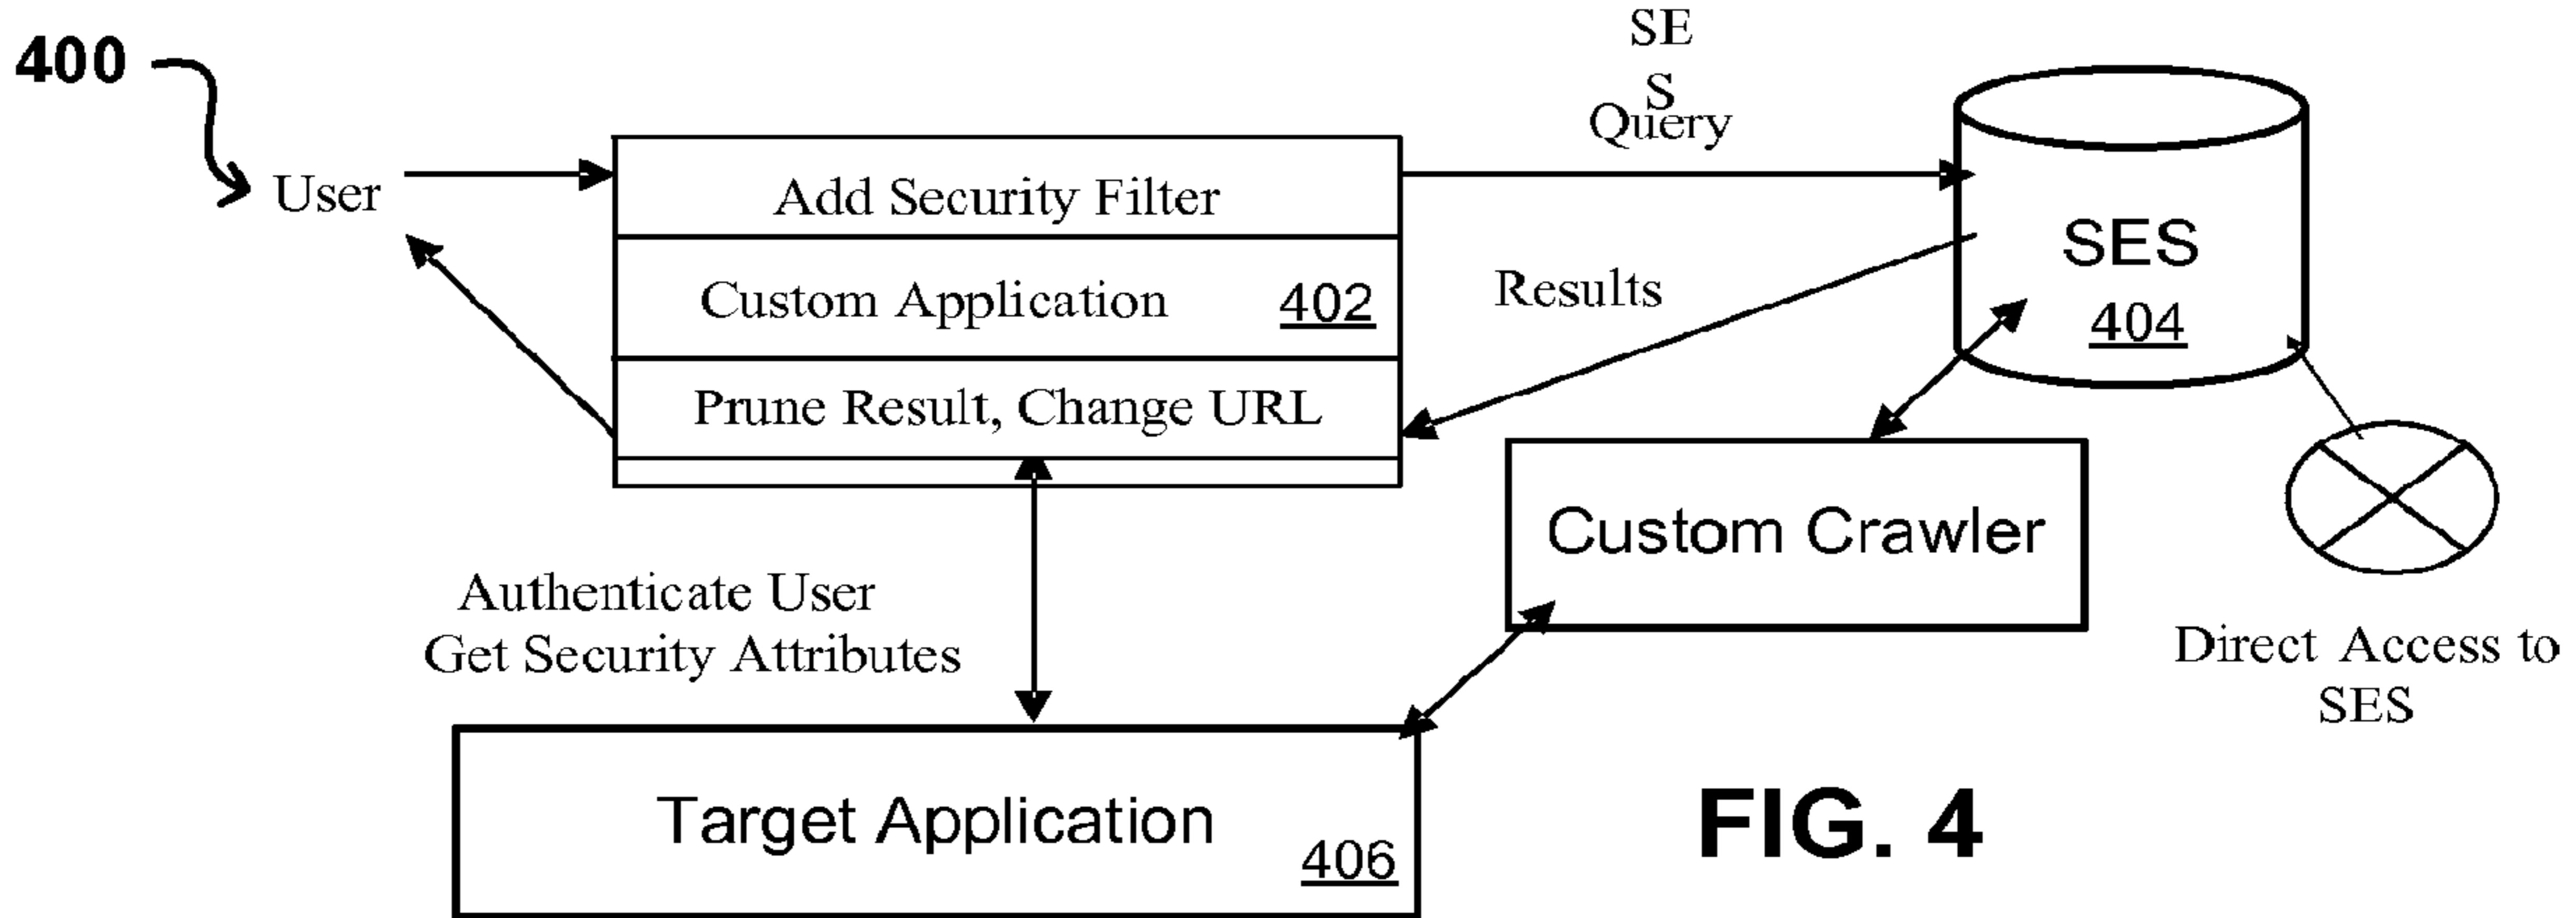 400
User
Add Security Filter
Custom Application 402
Prune Result, Change URL
SE
S
Query
Results
SES
404
Custom Crawler
Direct Access to
SES
Authenticate User
Get Security Attributes
Target Application
406
FIG. 4